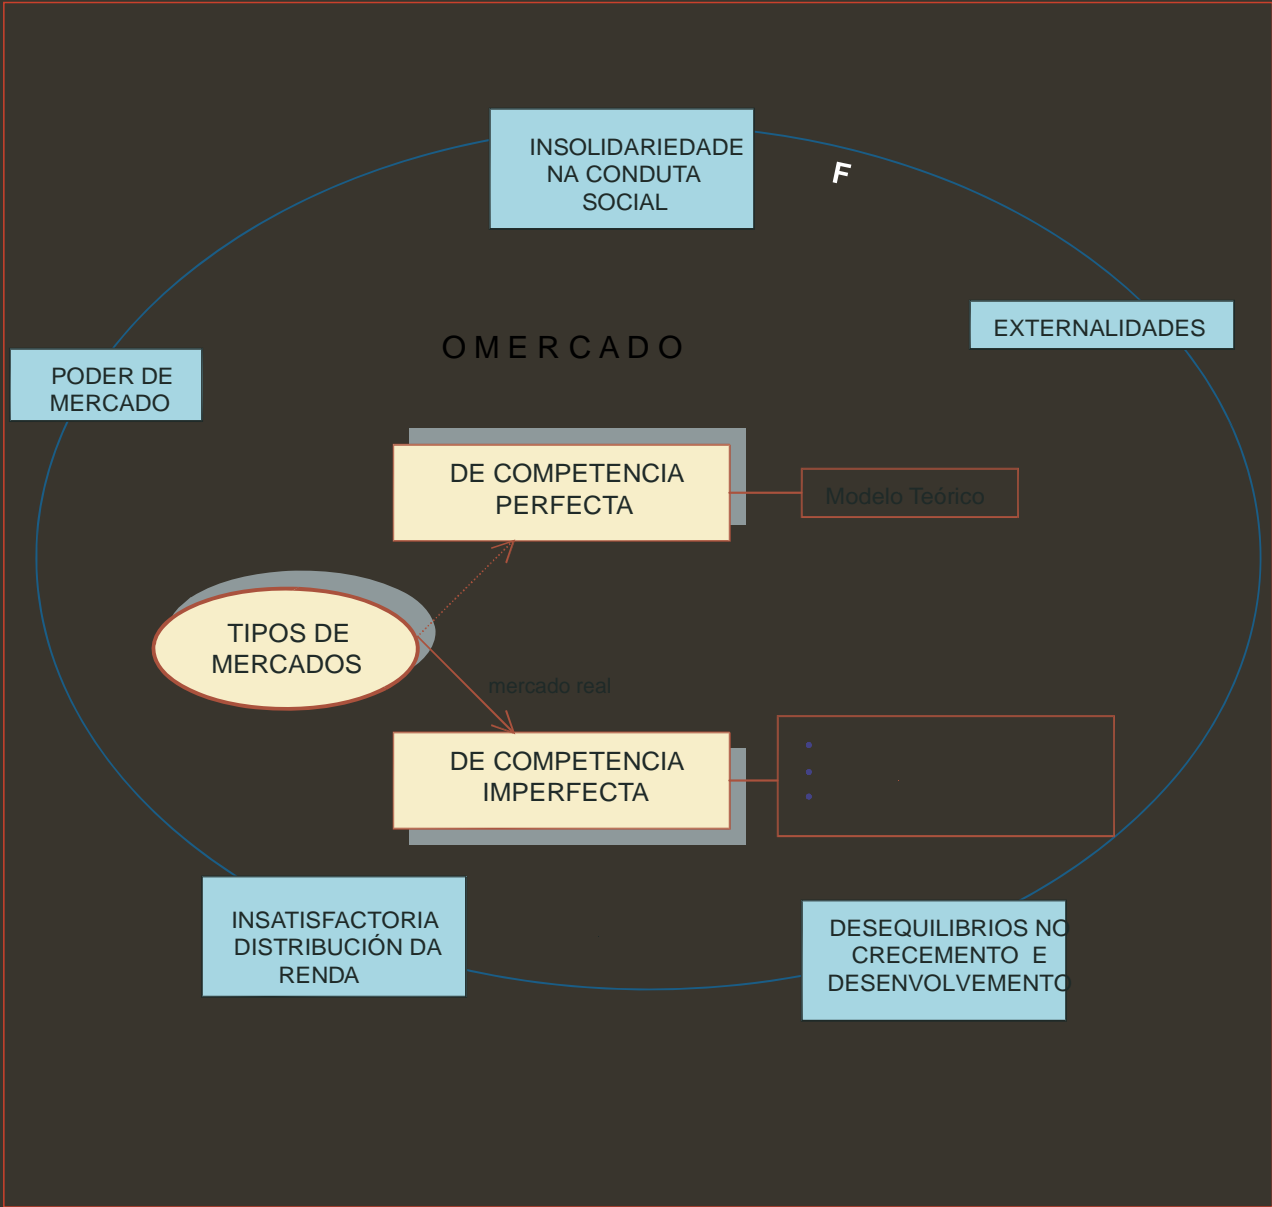 INSOLIDARIEDADE
NA CONDUTA
SOCIAL
F
EXTERNALIDADES
O M E R C A D O
PODER DE
MERCADO
DE COMPETENCIA
PERFECTA
Modelo Teórico
TIPOS DE
MERCADOS
mercado real
DE COMPETENCIA
IMPERFECTA
•
•
•
INSATISFACTORIA
DISTRIBUCIÓN DA
RENDA
DESEQUILIBRIOS NO
CRECEMENTO E
DESENVOLVEMENTO